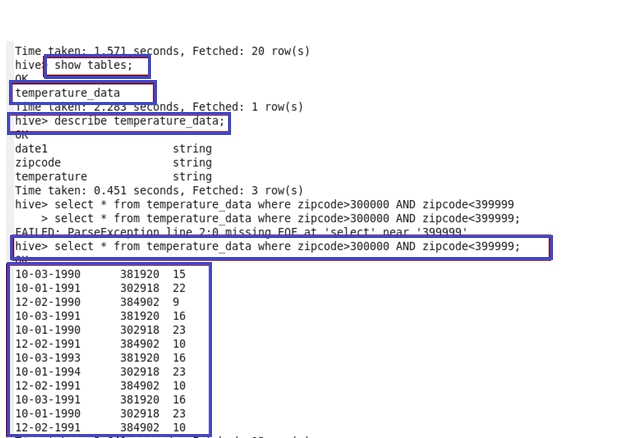 Time taken: 1.571 seconds, Fetched: 20 row(s)
hive> show tables;
OK
temperature_data
Time taken: 2.283 seconds, Fetched: 1 row(s)
hive> describe temperature_data;
OK
date1 string
zipcode string
temperature string
Time taken: 0.451 seconds, Fetched: 3 row(s)
hive> select * from temperature_data where zipcode>300000 AND zipcode<399999
> select * from temperature_data where zipcode>300000 AND zipcode<399999;
FAILED: ParseException line 2:0 missing EOF at 'select' near '399999'
hive> select * from temperature_data where zipcode>300000 AND zipcode<399999;
OK
10-03-1990 381920 15
10-01-1991 302918 22
12-02-1990 384902 9
10-03-1991 381920 16
10-01-1990 302918 23
12-02-1991 384902 10
10-03-1993 381920 16
10-01-1994 302918 23
12-02-1991 384902 10
10-03-1991 381920 16
10-01-1990 302918 23
12-02-1991 384902 10